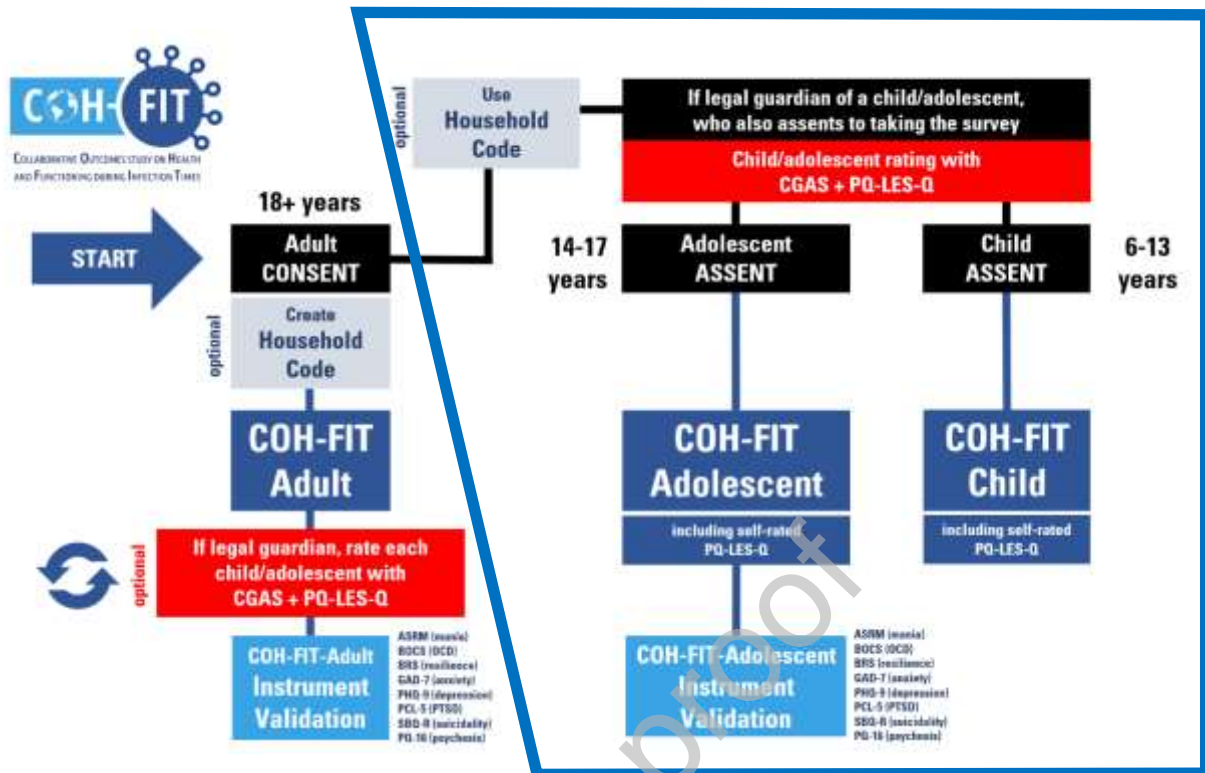 COH-FIT
COLLABORATIVE OUTCOMES STUDY ON HEALTH
AND FUNCTIONING DURING INFECTION TIMES
START
18+ years
Adult
CONSENT
optional
Create
Household
Code
COH-FIT
Adult
optional
If legal guardian, rate each
child/adolescent with
CGAS + PQ-LES-Q
COH-FIT-Adult
Instrument
Validation
ASRM (mania)
BOCS (OCD)
BRS (resilience)
GAD-7 (anxiety)
PHQ-9 (depression)
PCL-5 (PTSD)
SBQ-R (suicidality)
PQ-16 (psychosis)
optional
Use
Household
Code
If legal guardian of a child/adolescent,
who also assents to taking the survey
Child/adolescent rating with
CGAS + PQ-LES-Q
14-17
years
Adolescent
ASSENT
Child
ASSENT
6-13
years
COH-FIT
Adolescent
including self-rated
PQ-LES-Q
COH-FIT
Child
including self-rated
PQ-LES-Q
COH-FIT-Adolescent
Instrument
Validation
ASRM (mania)
BOCS (OCD)
BRS (resilience)
GAD-7 (anxiety)
PHQ-9 (depression)
PCL-5 (PTSD)
SBQ-R (suicidality)
PQ-16 (psychosis)
proof